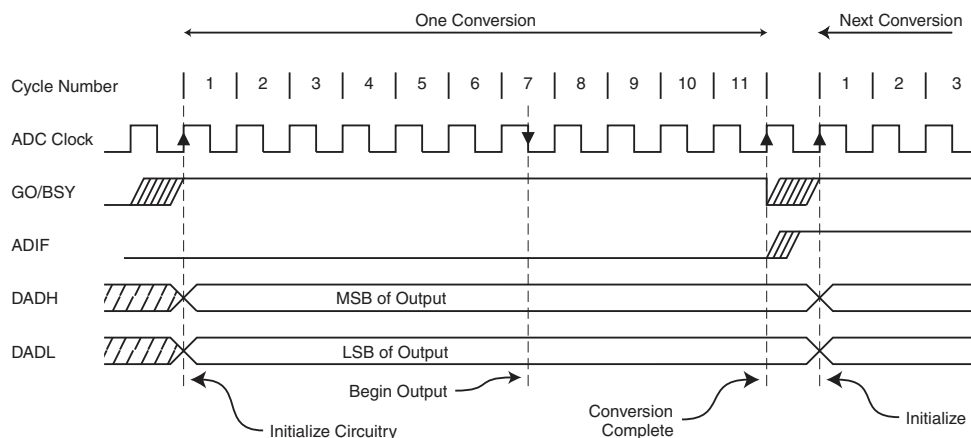 One Conversion
Next Conversion
Cycle Number 1 2 3 4 5 6 7 8 9 10 11 1 2 3
ADC Clock
GO/BSY
ADIF
DADH MSB of Output
DADL LSB of Output
Initialize Circuitry
Begin Output
Conversion
Complete
Initialize